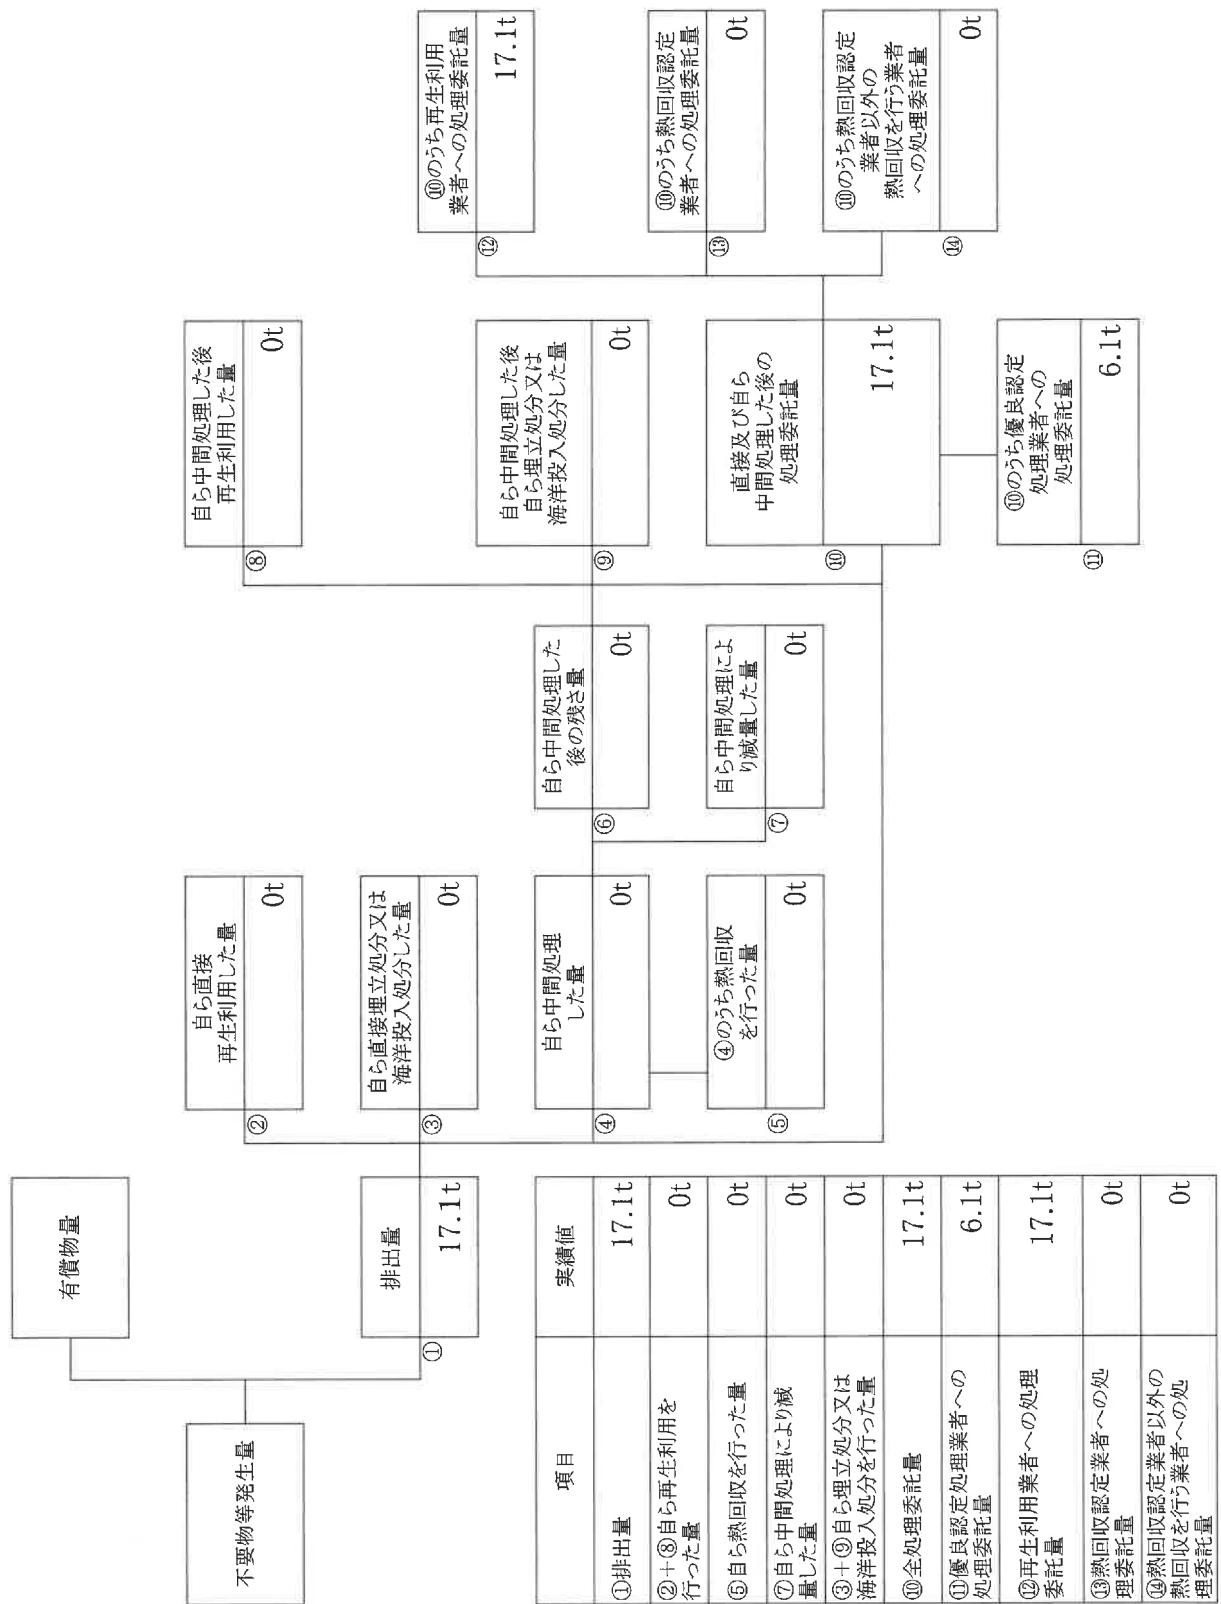 不要物等発生量
有償物量
①
排出量
17.1t
②
自ら直接
再生利用した量
0t
③
自ら直接埋立処分又は
海洋投入処分した量
0t
④
自ら中間処理
した量
0t
⑤
④のうち熱回収
を行った量
0t
⑥
自ら中間処理した
後の残さ量
0t
⑦
自ら中間処理によ
り減量した量
0t
⑧
自ら中間処理した後
再生利用した量
0t
⑨
自ら中間処理した後
自ら埋立処分又は
海洋投入処分した量
0t
⑩
直接及び自ら
中間処理した後の
処理委託量
17.1t
⑪
⑩のうち優良認定
処理業者への
処理委託量
6.1t
⑫
⑩のうち再生利用
業者への処理委託量
17.1t
⑬
⑩のうち熱回収認定
業者への処理委託量
0t
⑭
⑩のうち熱回収認定
業者以外の
熱回収を行う業者
への処理委託量
0t
項目 実績値
①排出量 17.1t
②+⑧自ら再生利用を
行った量 0t
⑤自ら熱回収を行った量 0t
⑦自ら中間処理により減
量した量 0t
③+⑨自ら埋立処分又は
海洋投入処分を行った量 0t
⑩全処理委託量 17.1t
⑪優良認定処理業者への
処理委託量 6.1t
⑫再生利用業者への処理
委託量 17.1t
⑬熱回収認定業者への処
理委託量 0t
⑭熱回収認定業者以外の
熱回収を行う業者への処
理委託量 0t